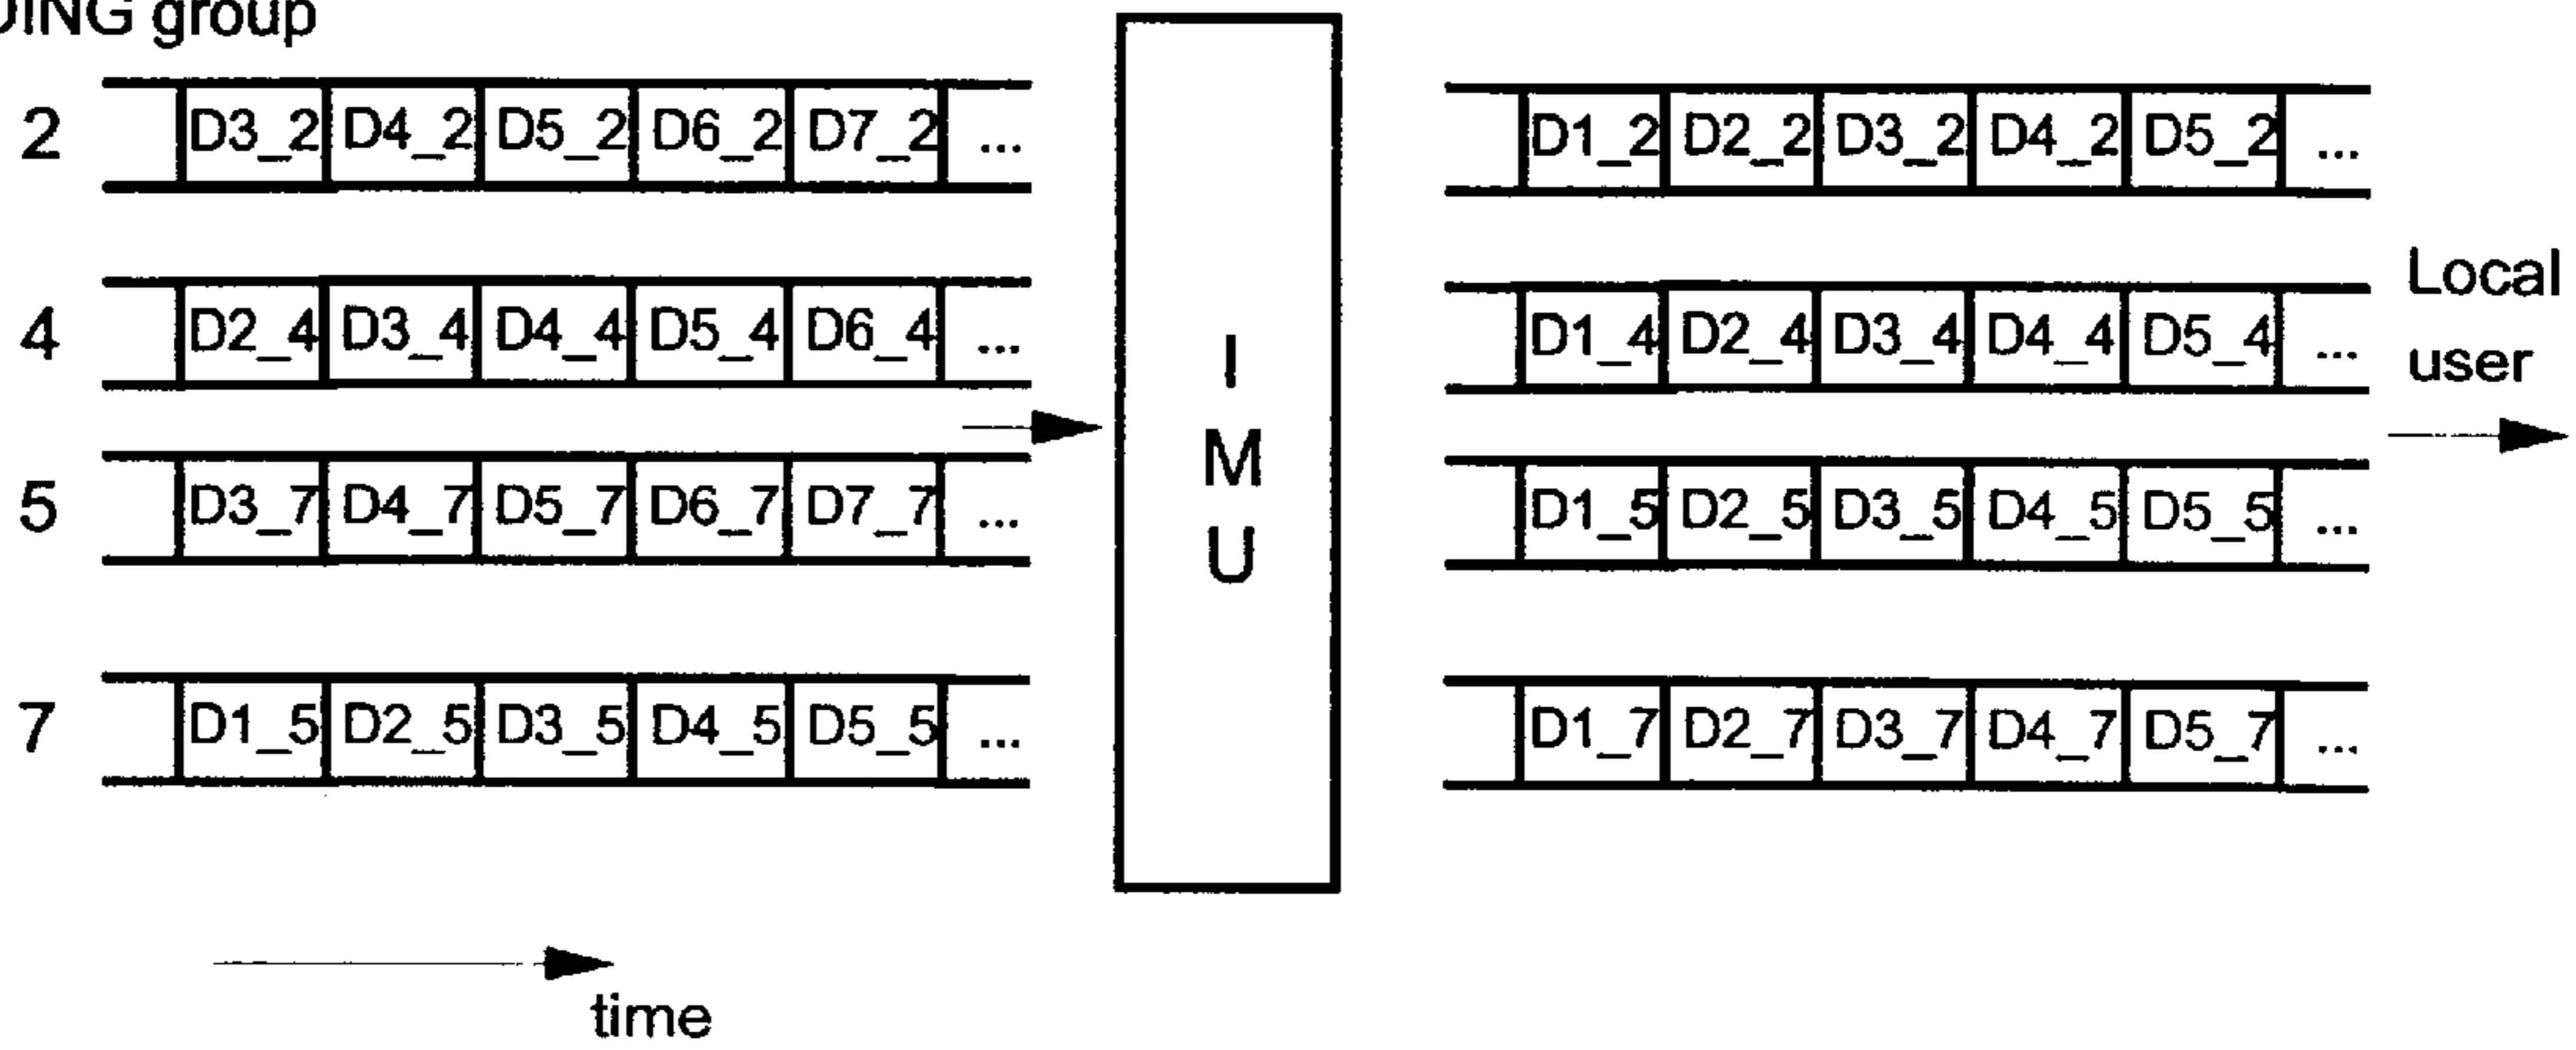 group
2 D3_2 D4_2 D5_2 D6_2 D7_2 ... D1_2 D2_2 D3_2 D4_2 D5_2 ...
4 D2_4 D3_4 D4_4 D5_4 D6_4 ... D1_4 D2_4 D3_4 D4_4 D5_4 ...
5 D3_7 D4_7 D5_7 D6_7 D7_7 ... D1_5 D2_5 D3_5 D4_5 D5_5 ...
7 D1_5 D2_5 D3_5 D4_5 D5_5 ... D1_7 D2_7 D3_7 D4_7 D5_7 ...
I
M
U
Local
user
time